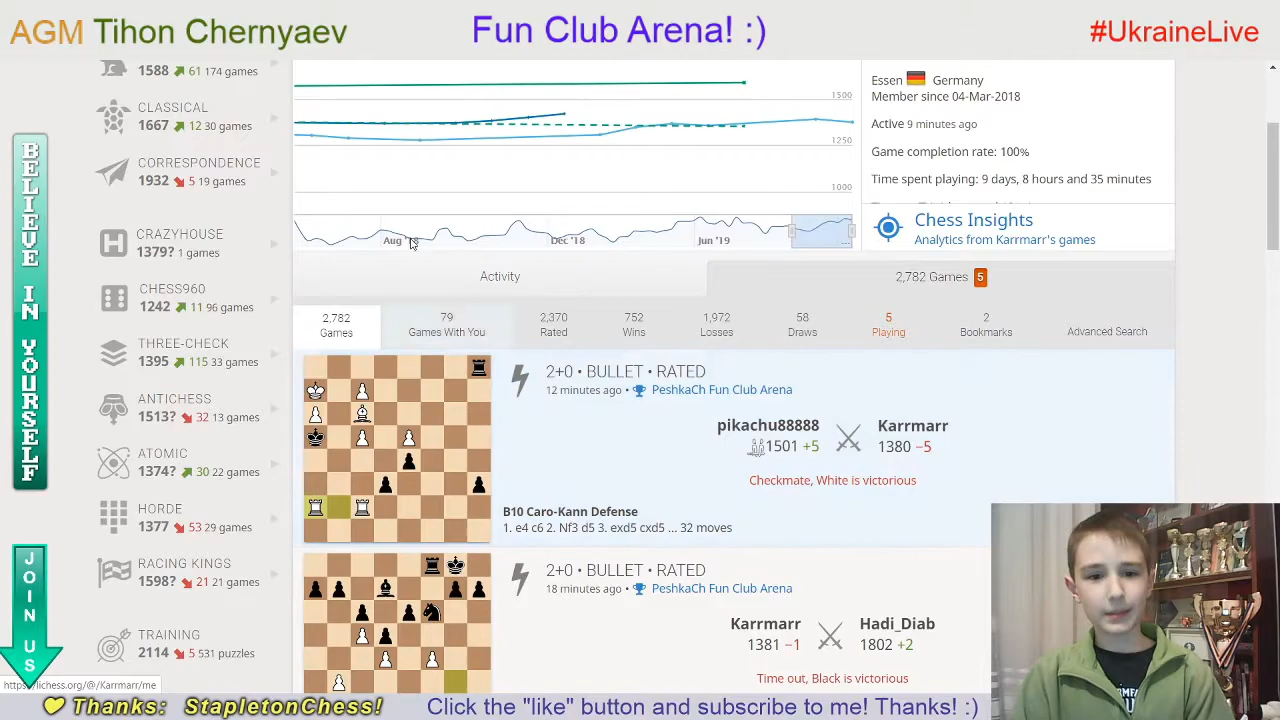 AGM Tihon Chernyaev
Fun Club Arena! :)
#UkraineLive
BELIEVE IN YOURSELF
JOIN US
1588 61 174 games
CLASSICAL
1667 12 30 games
CORRESPONDENCE
1932 5 19 games
CRAZYHOUSE
1379? 1 games
CHESS960
1242 11 96 games
THREE-CHECK
1395 115 33 games
ANTICHESS
1513? 32 13 games
ATOMIC
1374? 30 22 games
HORDE
1377 53 29 games
RACING KINGS
1598? 21 21 games
TRAINING
2114 5 531 puzzles
https://lichess.org/@/Karrmarr/me
1500
1250
1000
Aug '18
Dec '18
Jun '19
...
Essen Germany
Member since 04-Mar-2018
Active 9 minutes ago
Game completion rate: 100%
Time spent playing: 9 days, 8 hours and 35 minutes
Chess Insights
Analytics from Karrmarr's games
Activity
2,782 Games 5
2,782 Games
79 Games With You
2,370 Rated
752 Wins
1,972 Losses
58 Draws
5 Playing
2 Bookmarks
Advanced Search
2+0 • BULLET • RATED
12 minutes ago • PeshkaCh Fun Club Arena
pikachu88888 Karrmarr
1501 +5 1380 −5
Checkmate, White is victorious
B10 Caro-Kann Defense
1. e4 c6 2. Nf3 d5 3. exd5 cxd5 ... 32 moves
2+0 • BULLET • RATED
18 minutes ago • PeshkaCh Fun Club Arena
Karrmarr Hadi_Diab
1381 −1 1802 +2
Time out, Black is victorious
Thanks: StapletonChess!
Click the "like" button and subscribe to me! Thanks! :)